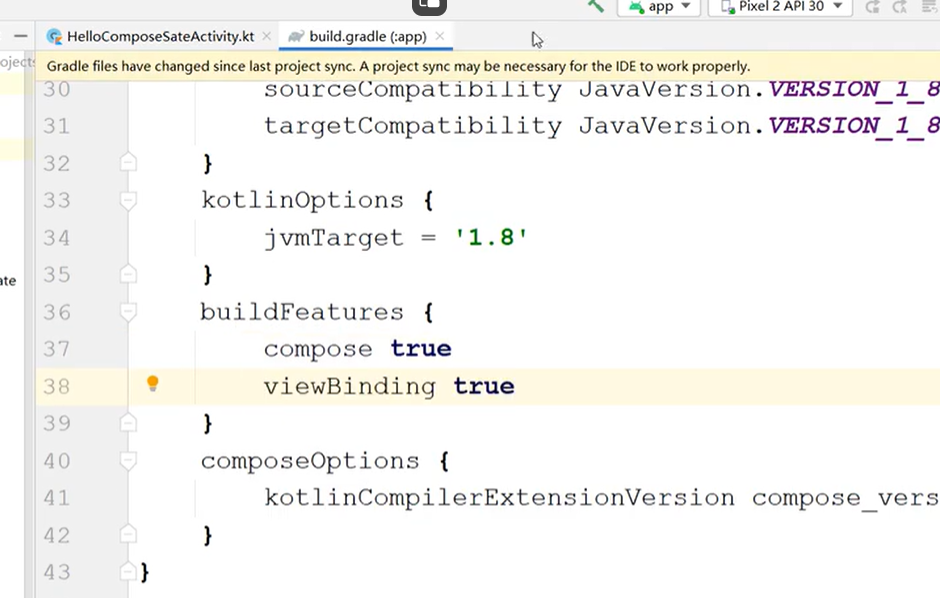 app Pixel 2 API 30
HelloComposeSateActivity.kt build.gradle (:app)
Gradle files have changed since last project sync. A project sync may be necessary for the IDE to work properly.
30 sourceCompatibility JavaVersion.VERSION_1_8
31 targetCompatibility JavaVersion.VERSION_1_8
32 }
33 kotlinOptions {
34 jvmTarget = '1.8'
35 }
36 buildFeatures {
37 compose true
38 viewBinding true
39 }
40 composeOptions {
41 kotlinCompilerExtensionVersion compose_vers
42 }
43 }